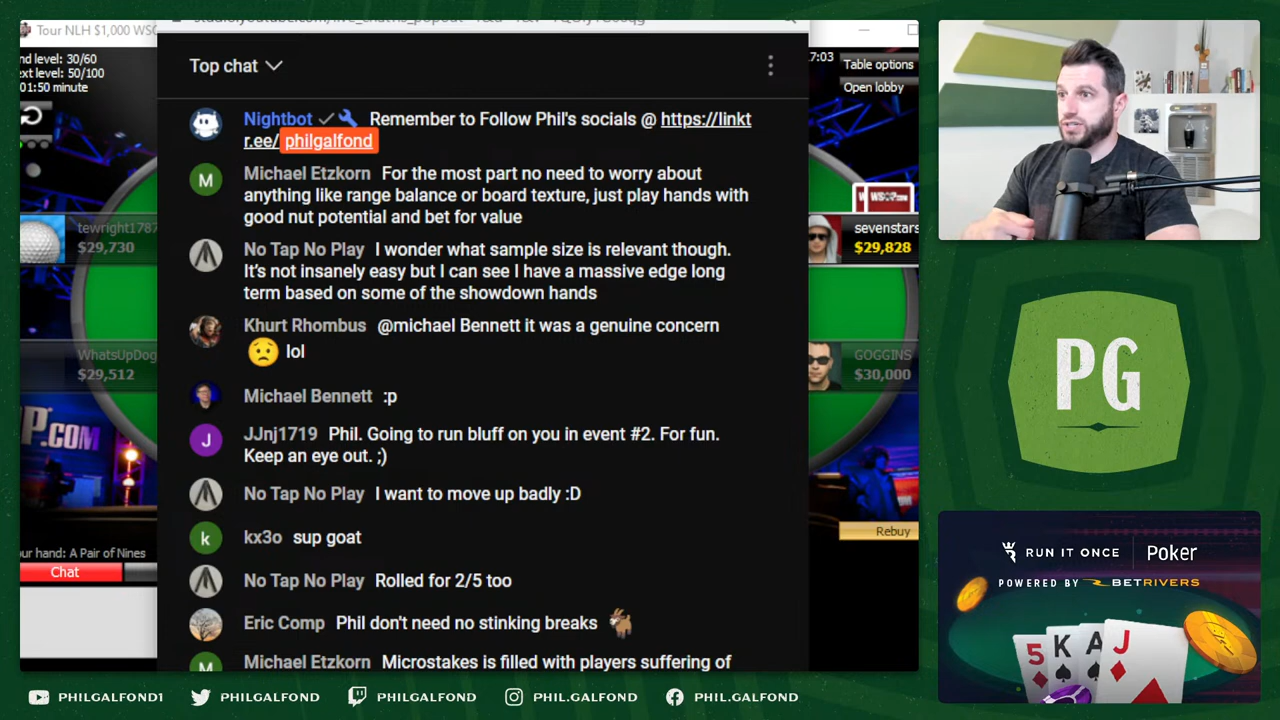 Tour NLH $1,000 WSO
nd level: 30/60
ext level: 50/100
01:50 minute
tewright1787
$29,730
WhatsUpDog
$29,512
P.COM
our hand: A Pair of Nines
Chat
Top chat
Nightbot Remember to Follow Phil's socials @ https://linkt
r.ee/philgalfond
M
Michael Etzkorn For the most part no need to worry about
anything like range balance or board texture, just play hands with
good nut potential and bet for value
No Tap No Play I wonder what sample size is relevant though.
It's not insanely easy but I can see I have a massive edge long
term based on some of the showdown hands
Khurt Rhombus @michael Bennett it was a genuine concern
lol
Michael Bennett :p
J
JJnj1719 Phil. Going to run bluff on you in event #2. For fun.
Keep an eye out. ;)
No Tap No Play I want to move up badly :D
k
kx3o sup goat
No Tap No Play Rolled for 2/5 too
Eric Comp Phil don't need no stinking breaks
M
Michael Etzkorn Microstakes is filled with players suffering of
7:03
Table options
Open lobby
sevenstars
$29,828
GOGGINS
$30,000
Rebuy
PG
RUN IT ONCE | Poker
POWERED BY BETRIVERS
5 K A J
PHILGALFOND1
PHILGALFOND
PHILGALFOND
PHIL.GALFOND
PHIL.GALFOND